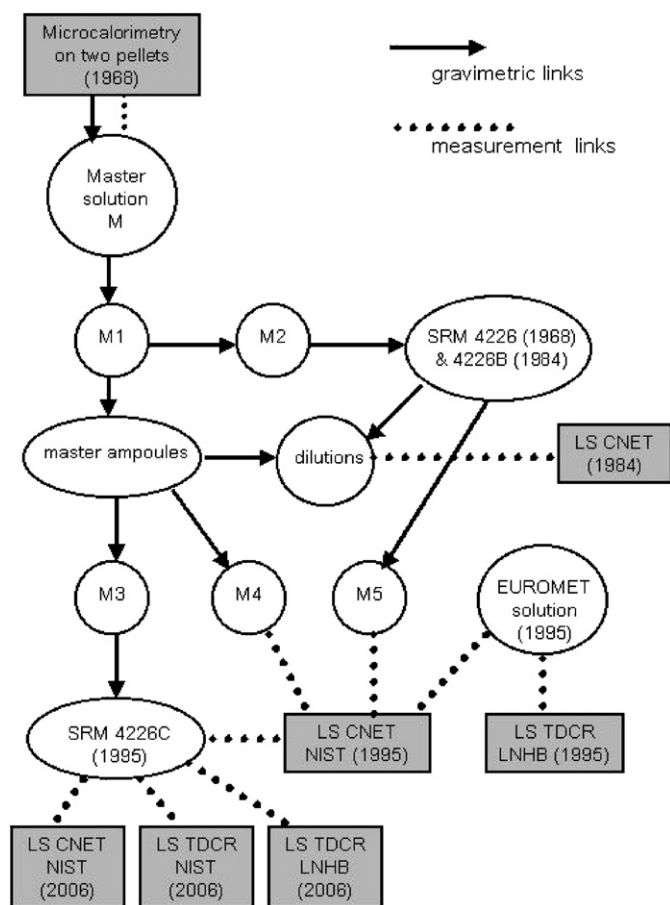 Microcalorimetry
on two pellets
(1968)
gravimetric links
measurement links
Master
solution
M
M1
M2
SRM 4226 (1968)
& 4226B (1984)
master ampoules
dilutions
LS CNET
(1984)
M3
M4
M5
EUROMET
solution
(1995)
SRM 4226C
(1995)
LS CNET
NIST (1995)
LS TDCR
LNHB (1995)
LS CNET
NIST
(2006)
LS TDCR
NIST
(2006)
LS TDCR
LNHB
(2006)